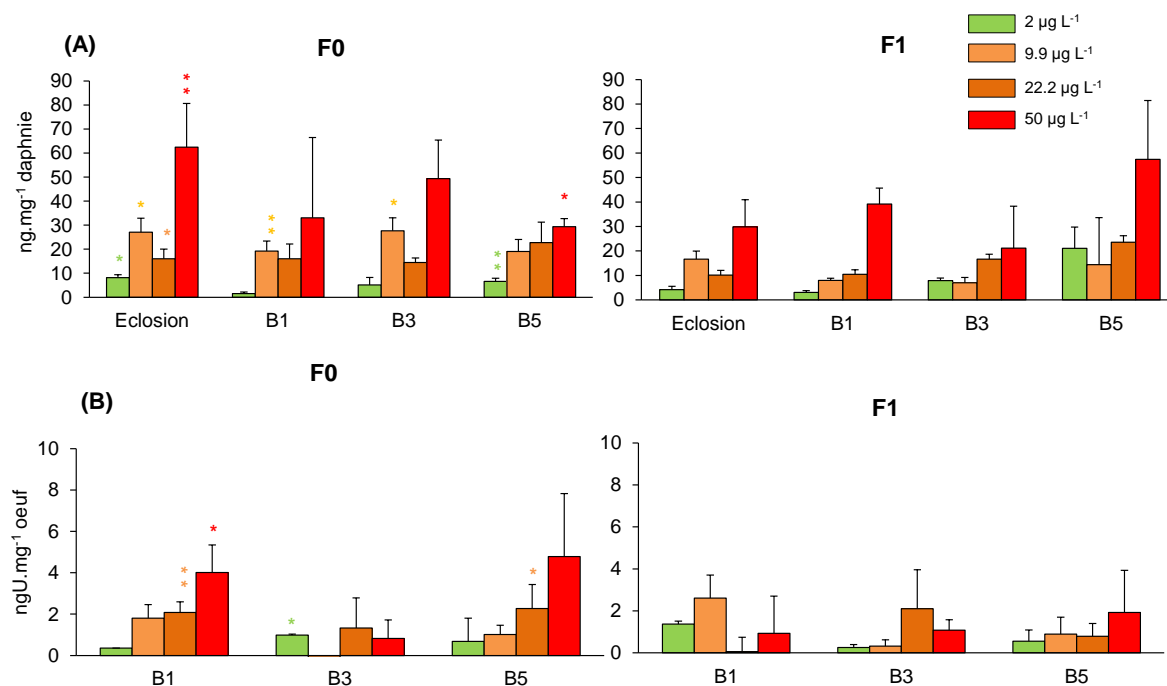 (A)
F0
F1
2 µg L⁻¹
9.9 µg L⁻¹
22.2 µg L⁻¹
50 µg L⁻¹
ng.mg⁻¹ daphnie
90
80
70
60
50
40
30
20
10
0
* * * * * * * * * * * *
Eclosion B1 B3 B5
90
80
70
60
50
40
30
20
10
0
Eclosion B1 B3 B5
(B)
F0
F1
ngU.mg⁻¹ oeuf
10
8
6
4
2
0
* * * * *
B1 B3 B5
10
8
6
4
2
0
B1 B3 B5